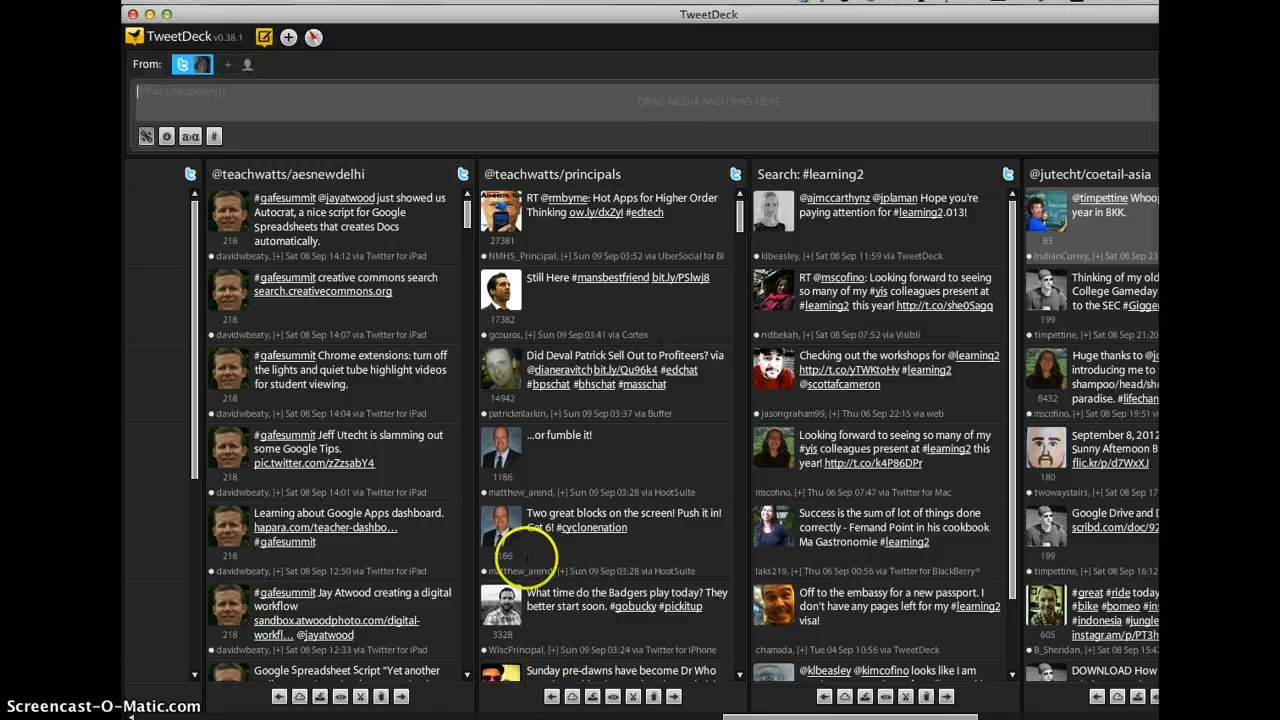 TweetDeck
TweetDeck v0.38.1
From:
+
What's happening?
DRAG MEDIA AND LINKS HERE
#
@teachwatts/aesnewdelhi
#gafesummit @jayatwood just showed us
Autocrat, a nice script for Google
Spreadsheets that creates Docs
automatically.
218
davidwbeaty, [+] Sat 08 Sep 14:12 via Twitter for iPad
#gafesummit creative commons search
search.creativecommons.org
218
davidwbeaty, [+] Sat 08 Sep 14:07 via Twitter for iPad
#gafesummit Chrome extensions: turn off
the lights and quiet tube highlight videos
for student viewing.
218
davidwbeaty, [+] Sat 08 Sep 14:04 via Twitter for iPad
#gafesummit Jeff Utecht is slamming out
some Google Tips.
pic.twitter.com/zZzsabY4
218
davidwbeaty, [+] Sat 08 Sep 14:01 via Twitter for iPad
Learning about Google Apps dashboard.
hapara.com/teacher-dashbo…
#gafesummit
218
davidwbeaty, [+] Sat 08 Sep 12:50 via Twitter for iPad
#gafesummit Jay Atwood creating a digital
workflow
sandbox.atwoodphoto.com/digital-
workfl… @jayatwood
218
davidwbeaty, [+] Sat 08 Sep 12:33 via Twitter for iPad
Google Spreadsheet Script "Yet another
@teachwatts/principals
RT @rmbyrne: Hot Apps for Higher Order
Thinking ow.ly/dxZyI #edtech
27381
NMHS_Principal, [+] Sun 09 Sep 03:51 via UberSocial for Bl
Still Here #mansbestfriend bit.ly/PSlwj8
17382
gcouros, [+] Sun 09 Sep 03:41 via Cortex
Did Deval Patrick Sell Out to Profiteers? via
@dianeravitch bit.ly/Qu96k4 #edchat
#bpschat #bhschat #masschat
14942
patrickmlarkin, [+] Sun 09 Sep 03:37 via Buffer
...or fumble it!
1186
matthew_arend, [+] Sun 09 Sep 03:28 via HootSuite
Two great blocks on the screen! Push it in!
Get 6! #cyclonenation
1186
matthew_arend, [+] Sun 09 Sep 03:28 via HootSuite
What time do the Badgers play today? They
better start soon. #gobucky #pickitup
3328
WiscPrincipal, [+] Sun 09 Sep 03:24 via Twitter for iPhone
Sunday pre-dawns have become Dr Who
Search: #learning2
@ajmccarthynz @jplaman Hope you're
paying attention for #learning2.013!
klbeasley, [+] Sat 08 Sep 11:59 via TweetDeck
RT @mscofino: Looking forward to seeing
so many of my #yis colleagues present at
#learning2 this year! http://t.co/she0Sagq
ndbekah, [+] Sat 08 Sep 07:52 via Visibli
Checking out the workshops for @learning2
http://t.co/yTWKtoHv #learning2
@scottafcameron
jasongraham99, [+] Thu 06 Sep 22:15 via web
Looking forward to seeing so many of my
#yis colleagues present at #learning2 this
year! http://t.co/k4P86DPr
mscofino, [+] Thu 06 Sep 07:47 via Twitter for Mac
Success is the sum of lot of things done
correctly - Fernand Point in his cookbook
Ma Gastronomie #learning2
laks219, [+] Thu 06 Sep 00:56 via Twitter for BlackBerry®
Off to the embassy for a new passport. I
don't have any pages left for my #learning2
visa!
chamada, [+] Tue 04 Sep 10:56 via TweetDeck
@klbeasley @kimcofino looks like I am
@jutecht/coetail-asia
@timpettine Whoop
year in BKK.
83
IndianCurrey, [+] Sat 08 Sep 23
Thinking of my old
College Gameday
to the SEC #Gigger
199
timpettine, [+] Sat 08 Sep 21:20
Huge thanks to @jo
introducing me to
shampoo/head/sho
paradise. #lifechan
8432
mscofino, [+] Sat 08 Sep 19:51 v
September 8, 2012
Sunny Afternoon B
flic.kr/p/d7WxXJ
180
twowaystairs, [+] Sat 08 Sep 17:
Google Drive and D
scribd.com/doc/92
199
timpettine, [+] Sat 08 Sep 16:12
#great #ride today
#bike #borneo #
#indonesia #jungle
instagr.am/p/PT3h
605
B_Sheridan, [+] Sat 08 Sep 15:42
DOWNLOAD How
Screencast-O-Matic.com